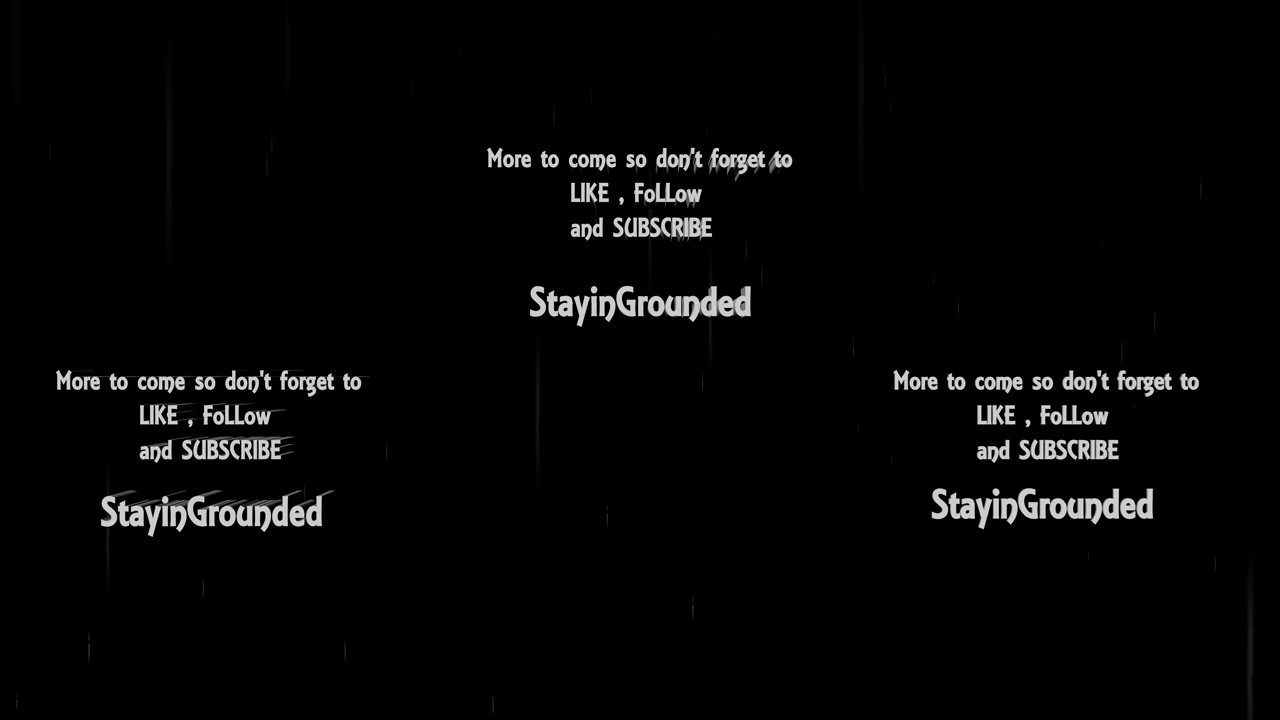 More to come so don't forget to
LIKE , FoLLow
and SUBSCRIBE
StayinGrounded
More to come so don't forget to
LIKE , FoLLow
and SUBSCRIBE
StayinGrounded
More to come so don't forget to
LIKE , FoLLow
and SUBSCRIBE
StayinGrounded